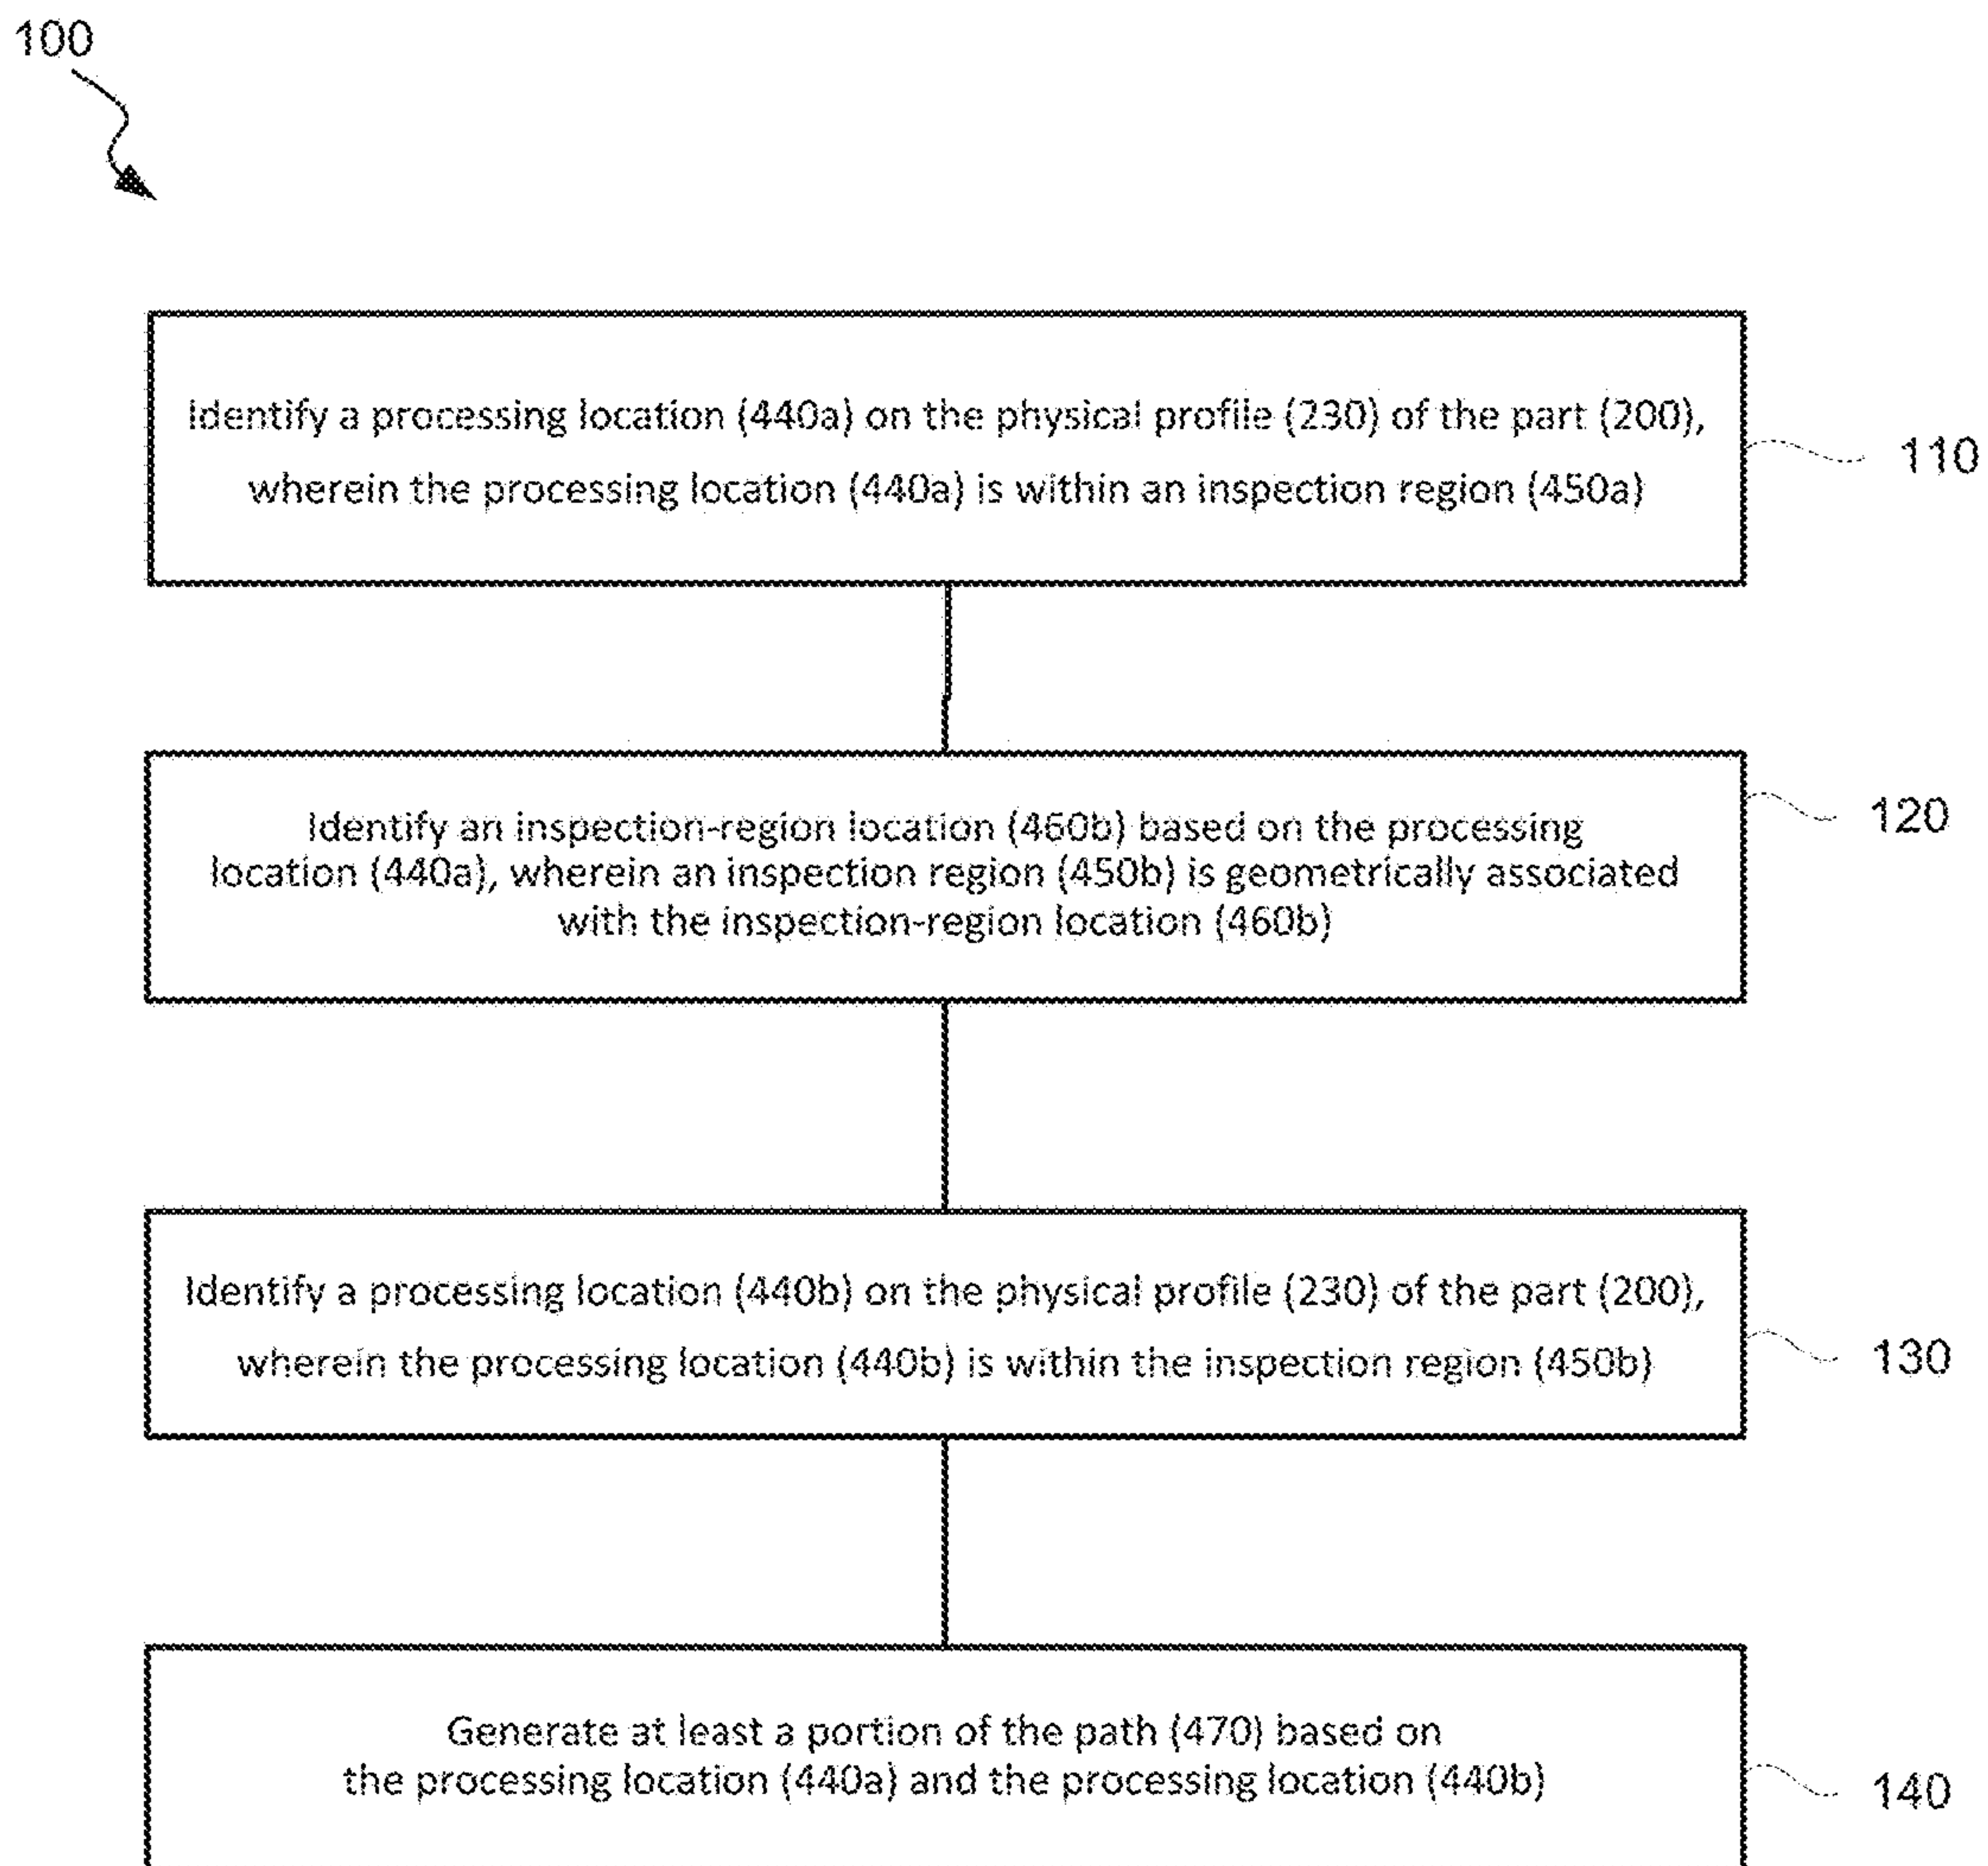 100
Identify a processing location (440a) on the physical profile (230) of the part (200),
wherein the processing location (440a) is within an inspection region (450a)
110
Identify an inspection-region location (460b) based on the processing
location (440a), wherein an inspection region (450b) is geometrically associated
with the inspection-region location (460b)
120
Identify a processing location (440b) on the physical profile (230) of the part (200),
wherein the processing location (440b) is within the inspection region (450b)
130
Generate at least a portion of the path (470) based on
the processing location (440a) and the processing location (440b)
140